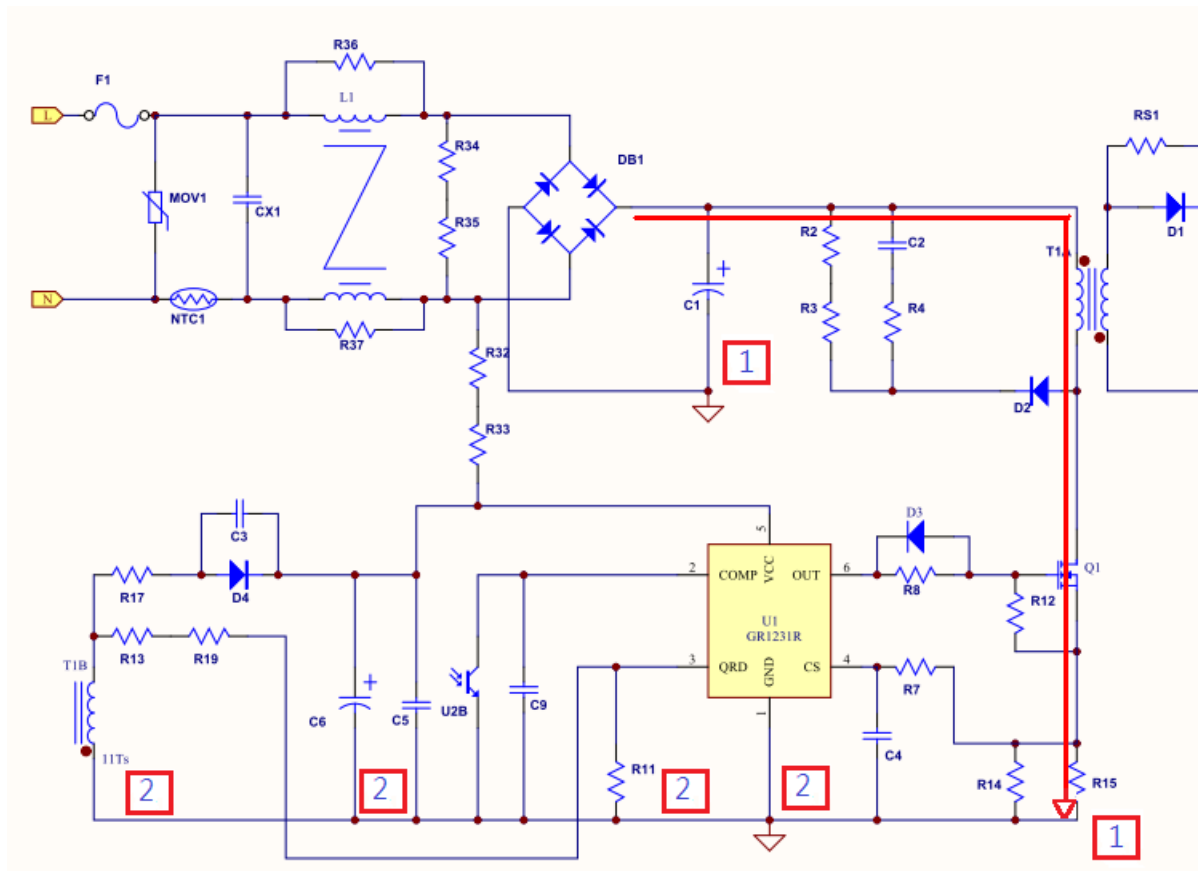 R36
F1
L1
L
RS1
R34
DB1
MOV1
CX1
R35
R2
C2
D1
T1A
N
NTC1
R37
C1
R3
R4
R32
1
D2
R33
C3
D3
5
R17
D4
2
COMP
VCC
OUT
6
R8
Q1
R12
U1
GR1231R
R13
R19
T1B
3
QRD
GND
CS
4
R7
C6
C5
U2B
C9
1
C4
11Ts
2
2
R11
2
2
R14
R15
1